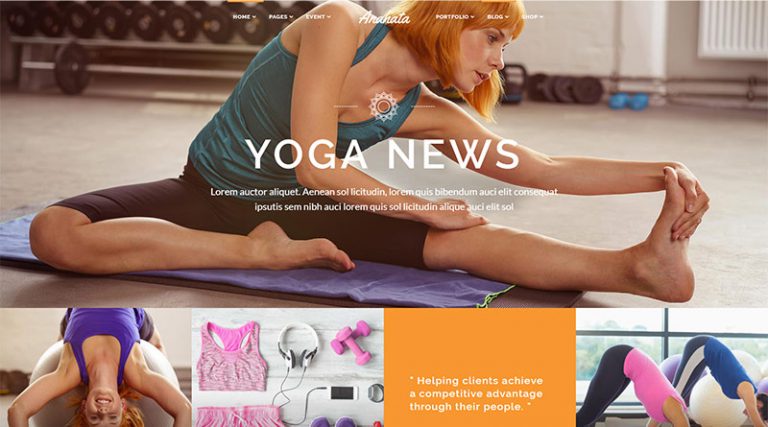 HOME PAGES EVENT Anahata PORTFOLIO BLOG SHOP
YOGA NEWS
Lorem auctor aliquet. Aenean sol licitudin, lorem quis bibendum auci elit consequat
ipsutis sem nibh auci lorem quis sol licitudin alique auci elit sol
" Helping clients achieve
a competitive advantage
through their people. "